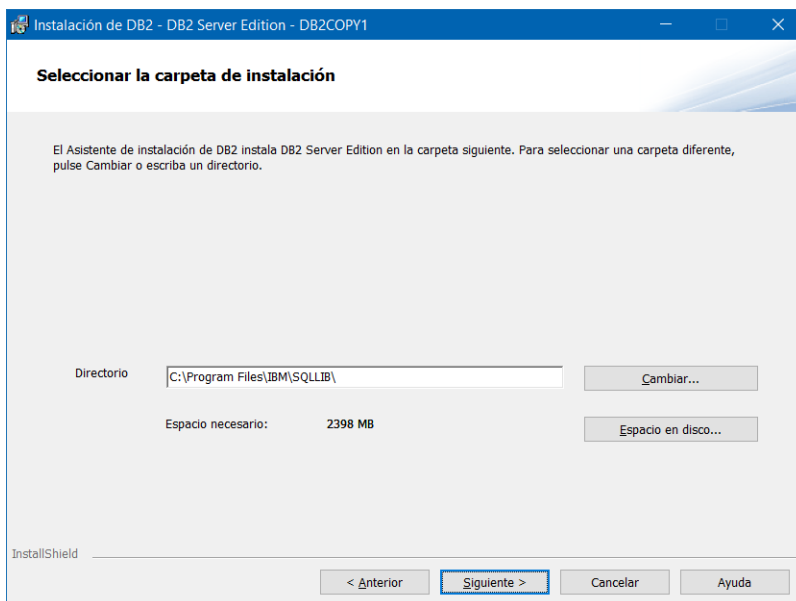 Instalación de DB2 - DB2 Server Edition - DB2COPY1
Seleccionar la carpeta de instalación
El Asistente de instalación de DB2 instala DB2 Server Edition en la carpeta siguiente. Para seleccionar una carpeta diferente,
pulse Cambiar o escriba un directorio.
Directorio C:\Program Files\IBM\SQLLIB\ Cambiar...
Espacio necesario: 2398 MB Espacio en disco...
InstallShield
< Anterior Siguiente > Cancelar Ayuda